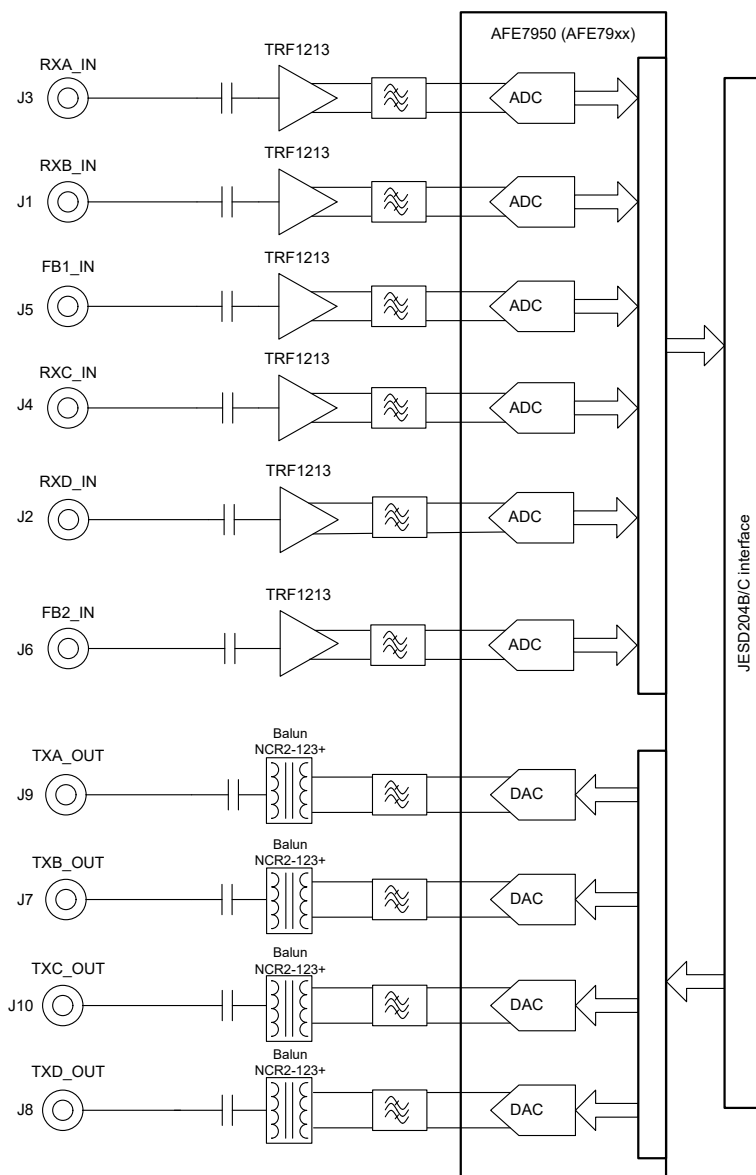 AFE7950 (AFE79xx)
TRF1213
RXA_IN
J3
ADC
TRF1213
RXB_IN
J1
ADC
TRF1213
FB1_IN
J5
ADC
TRF1213
RXC_IN
J4
ADC
TRF1213
RXD_IN
J2
ADC
TRF1213
FB2_IN
J6
ADC
JESD204B/C interface
Balun
NCR2-123+
TXA_OUT
J9
DAC
Balun
NCR2-123+
TXB_OUT
J7
DAC
Balun
NCR2-123+
TXC_OUT
J10
DAC
Balun
NCR2-123+
TXD_OUT
J8
DAC